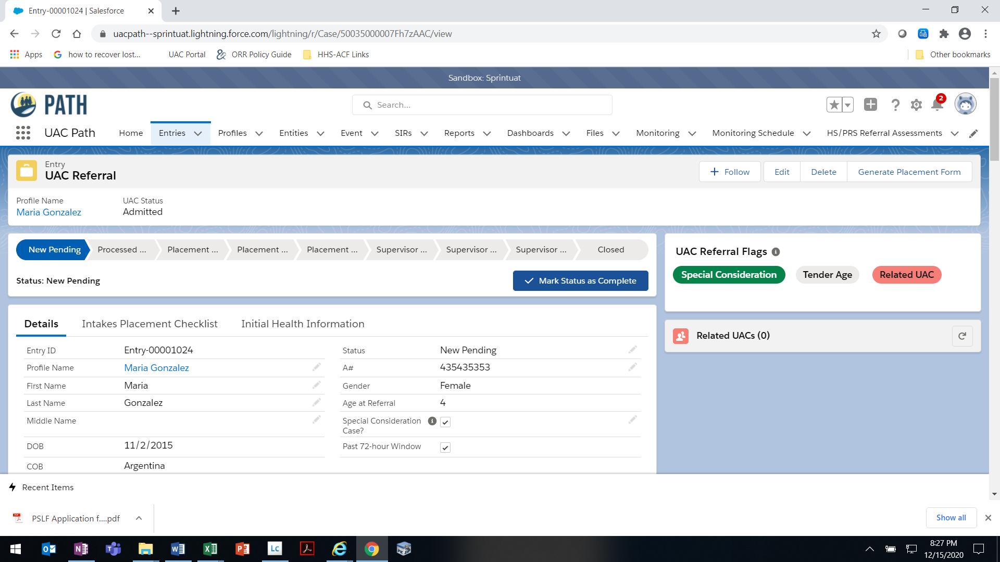 Entry-00001024 | Salesforce
uacpath--sprintuat.lightning.force.com/lightning/r/Case/50035000007Fh7zAAC/view
Apps how to recover lost... UAC Portal ORR Policy Guide HHS-ACF Links Other bookmarks
Sandbox: Sprintuat
PATH Search... 2
UAC Path Home Entries Profiles Entities Event SIRs Reports Dashboards Files Monitoring Monitoring Schedule HS/PRS Referral Assessments
Entry
UAC Referral
Follow Edit Delete Generate Placement Form
Profile Name UAC Status
Maria Gonzalez Admitted
New Pending Processed ... Placement ... Placement ... Placement ... Supervisor ... Supervisor ... Supervisor ... Closed
Status: New Pending Mark Status as Complete
UAC Referral Flags
Special Consideration Tender Age Related UAC
Related UACs (0)
Details Intakes Placement Checklist Initial Health Information
Entry ID Entry-00001024 Status New Pending
Profile Name Maria Gonzalez A# 435435353
First Name Maria Gender Female
Last Name Gonzalez Age at Referral 4
Middle Name Special Consideration
Case?
DOB 11/2/2015 Past 72-hour Window
COB Argentina
Recent Items
PSLF Application f....pdf Show all
8:27 PM
12/15/2020